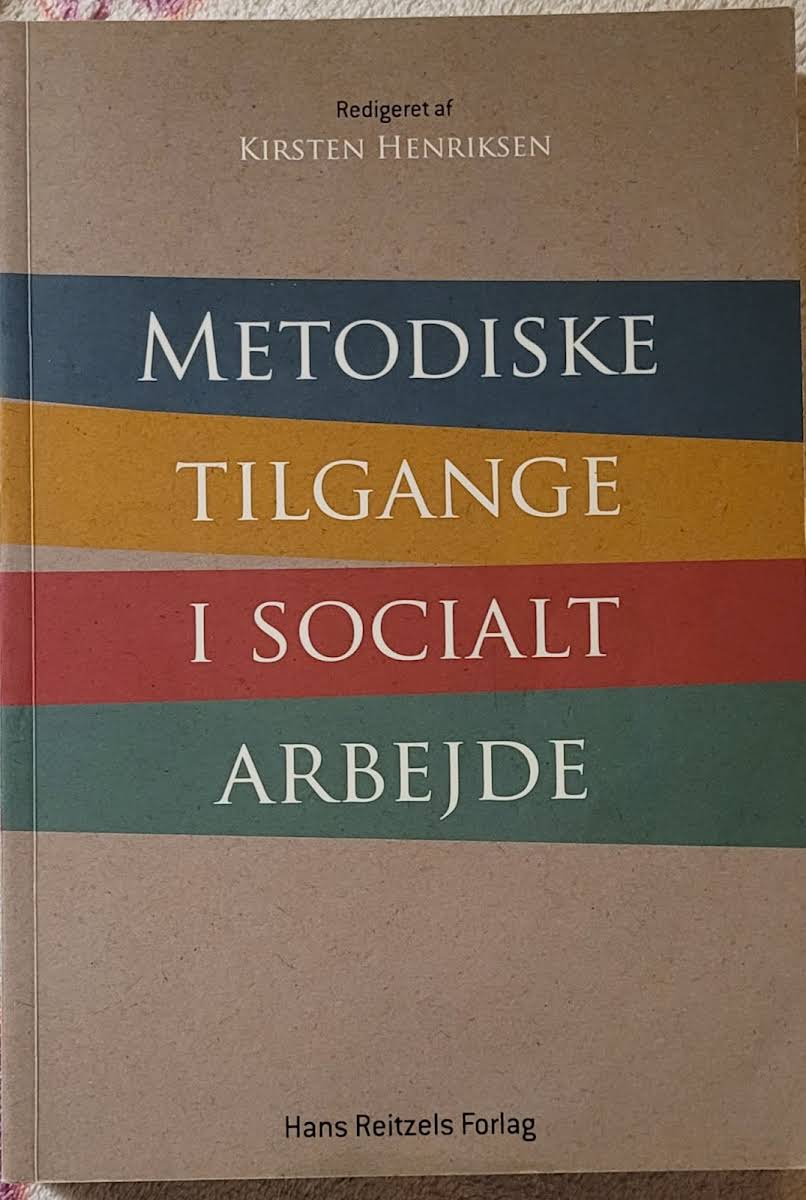 Redigeret af
KIRSTEN HENRIKSEN
METODISKE
TILGANGE
I SOCIALT
ARBEJDE
Hans Reitzels Forlag